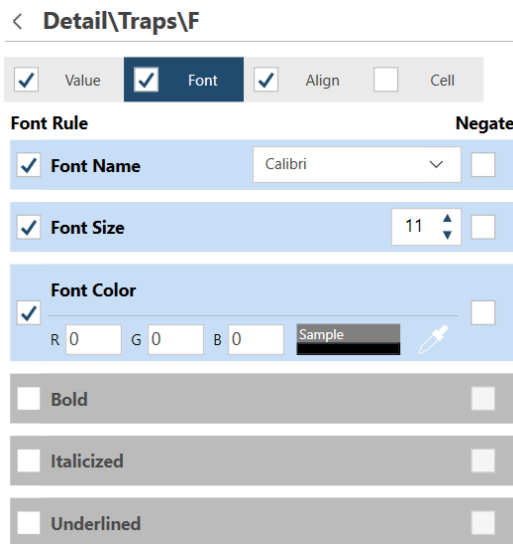 Detail\Traps\F
Value Font Align Cell
Font Rule Negate
Font Name Calibri
Font Size 11
Font Color
R 0 G 0 B 0 Sample
Bold
Italicized
Underlined